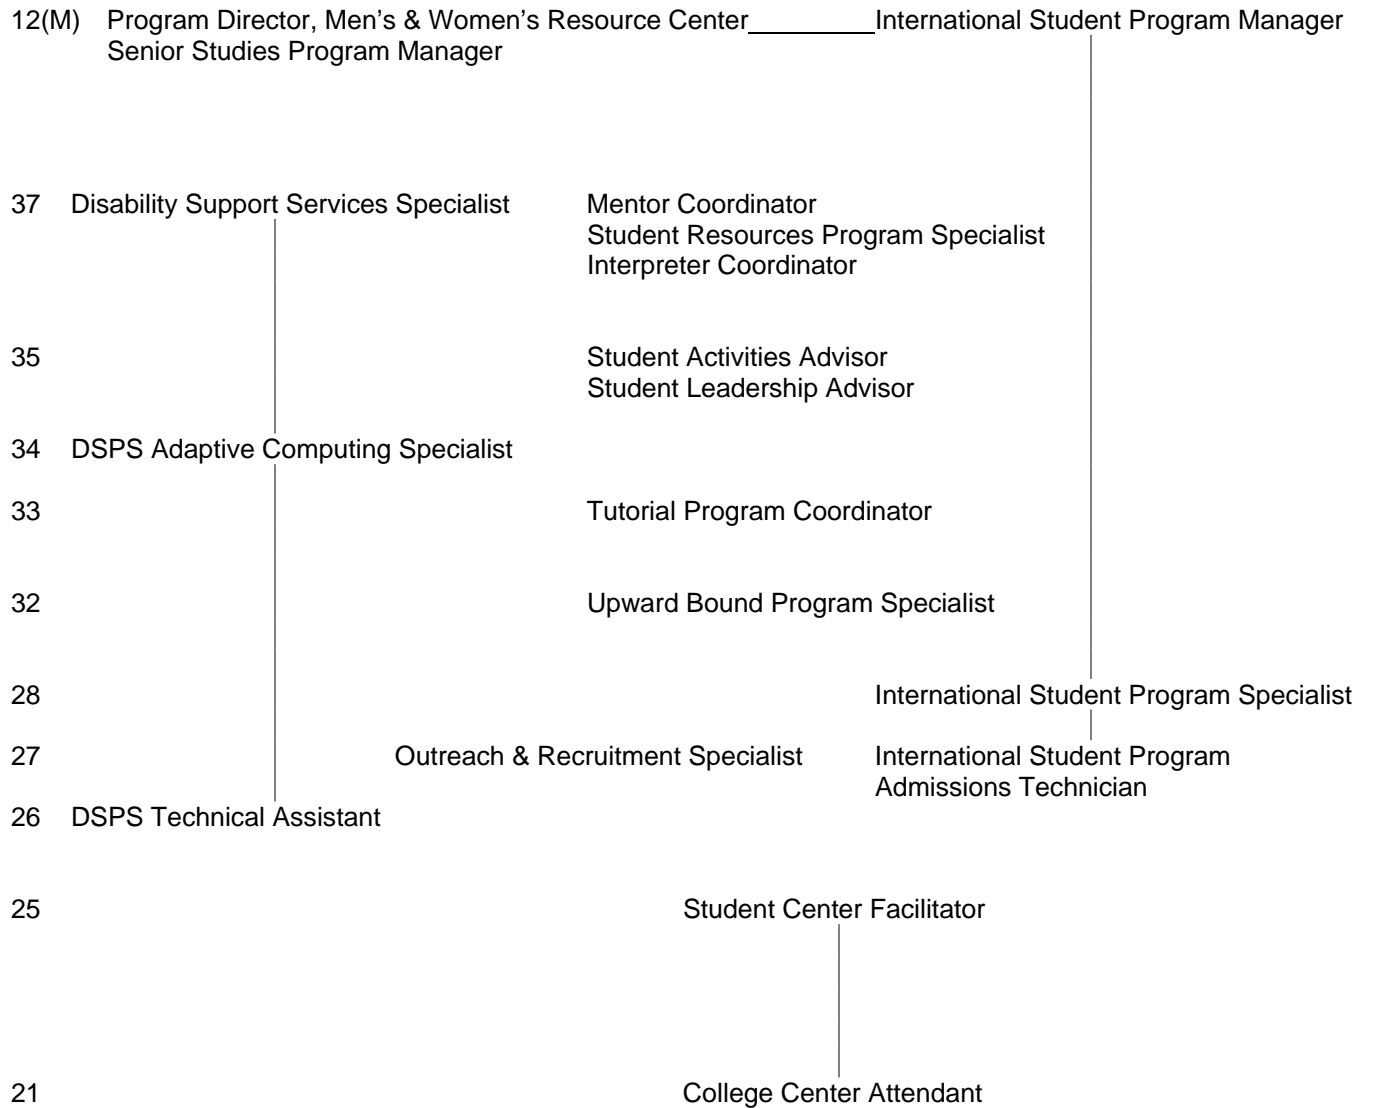 12(M) Program Director, Men’s & Women’s Resource Center_________International Student Program Manager
Senior Studies Program Manager
37 Disability Support Services Specialist Mentor Coordinator
Student Resources Program Specialist
Interpreter Coordinator
35 Student Activities Advisor
Student Leadership Advisor
34 DSPS Adaptive Computing Specialist
33 Tutorial Program Coordinator
32 Upward Bound Program Specialist
28 International Student Program Specialist
27 Outreach & Recruitment Specialist International Student Program
Admissions Technician
26 DSPS Technical Assistant
25 Student Center Facilitator
21 College Center Attendant